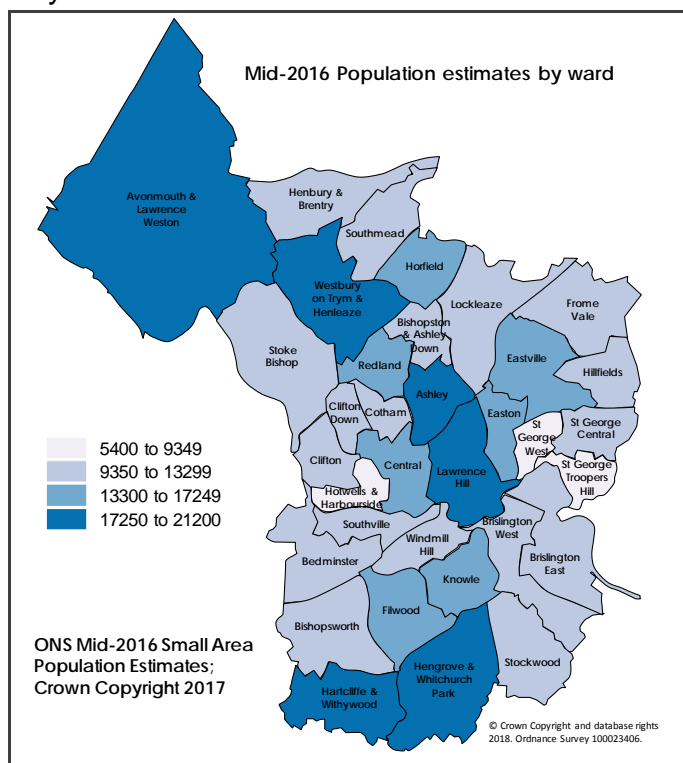 Mid-2016 Population estimates by ward
Avonmouth &
Lawrence
Weston
Henbury &
Brentry
Southmead
Horfield
Westbury
on Trym &
Henleaze
Lockleaze
Frome
Vale
Bishopston
& Ashley
Down
Stoke
Bishop
Redland
Eastville
Hillfields
Ashley
Clifton
Down
Cotham
Easton
St
George
West
St George
Central
Clifton
Central
Lawrence
Hill
St George
Troopers
Hill
Hotwells &
Harbourside
Southville
Brislington
West
Windmill
Hill
Bedminster
Brislington
East
Knowle
Filwood
Bishopsworth
Stockwood
Hengrove &
Whitchurch
Park
Hartcliffe &
Withywood
5400 to 9349
9350 to 13299
13300 to 17249
17250 to 21200
ONS Mid-2016 Small Area
Population Estimates;
Crown Copyright 2017
© Crown Copyright and database rights
2018. Ordnance Survey 100023406.